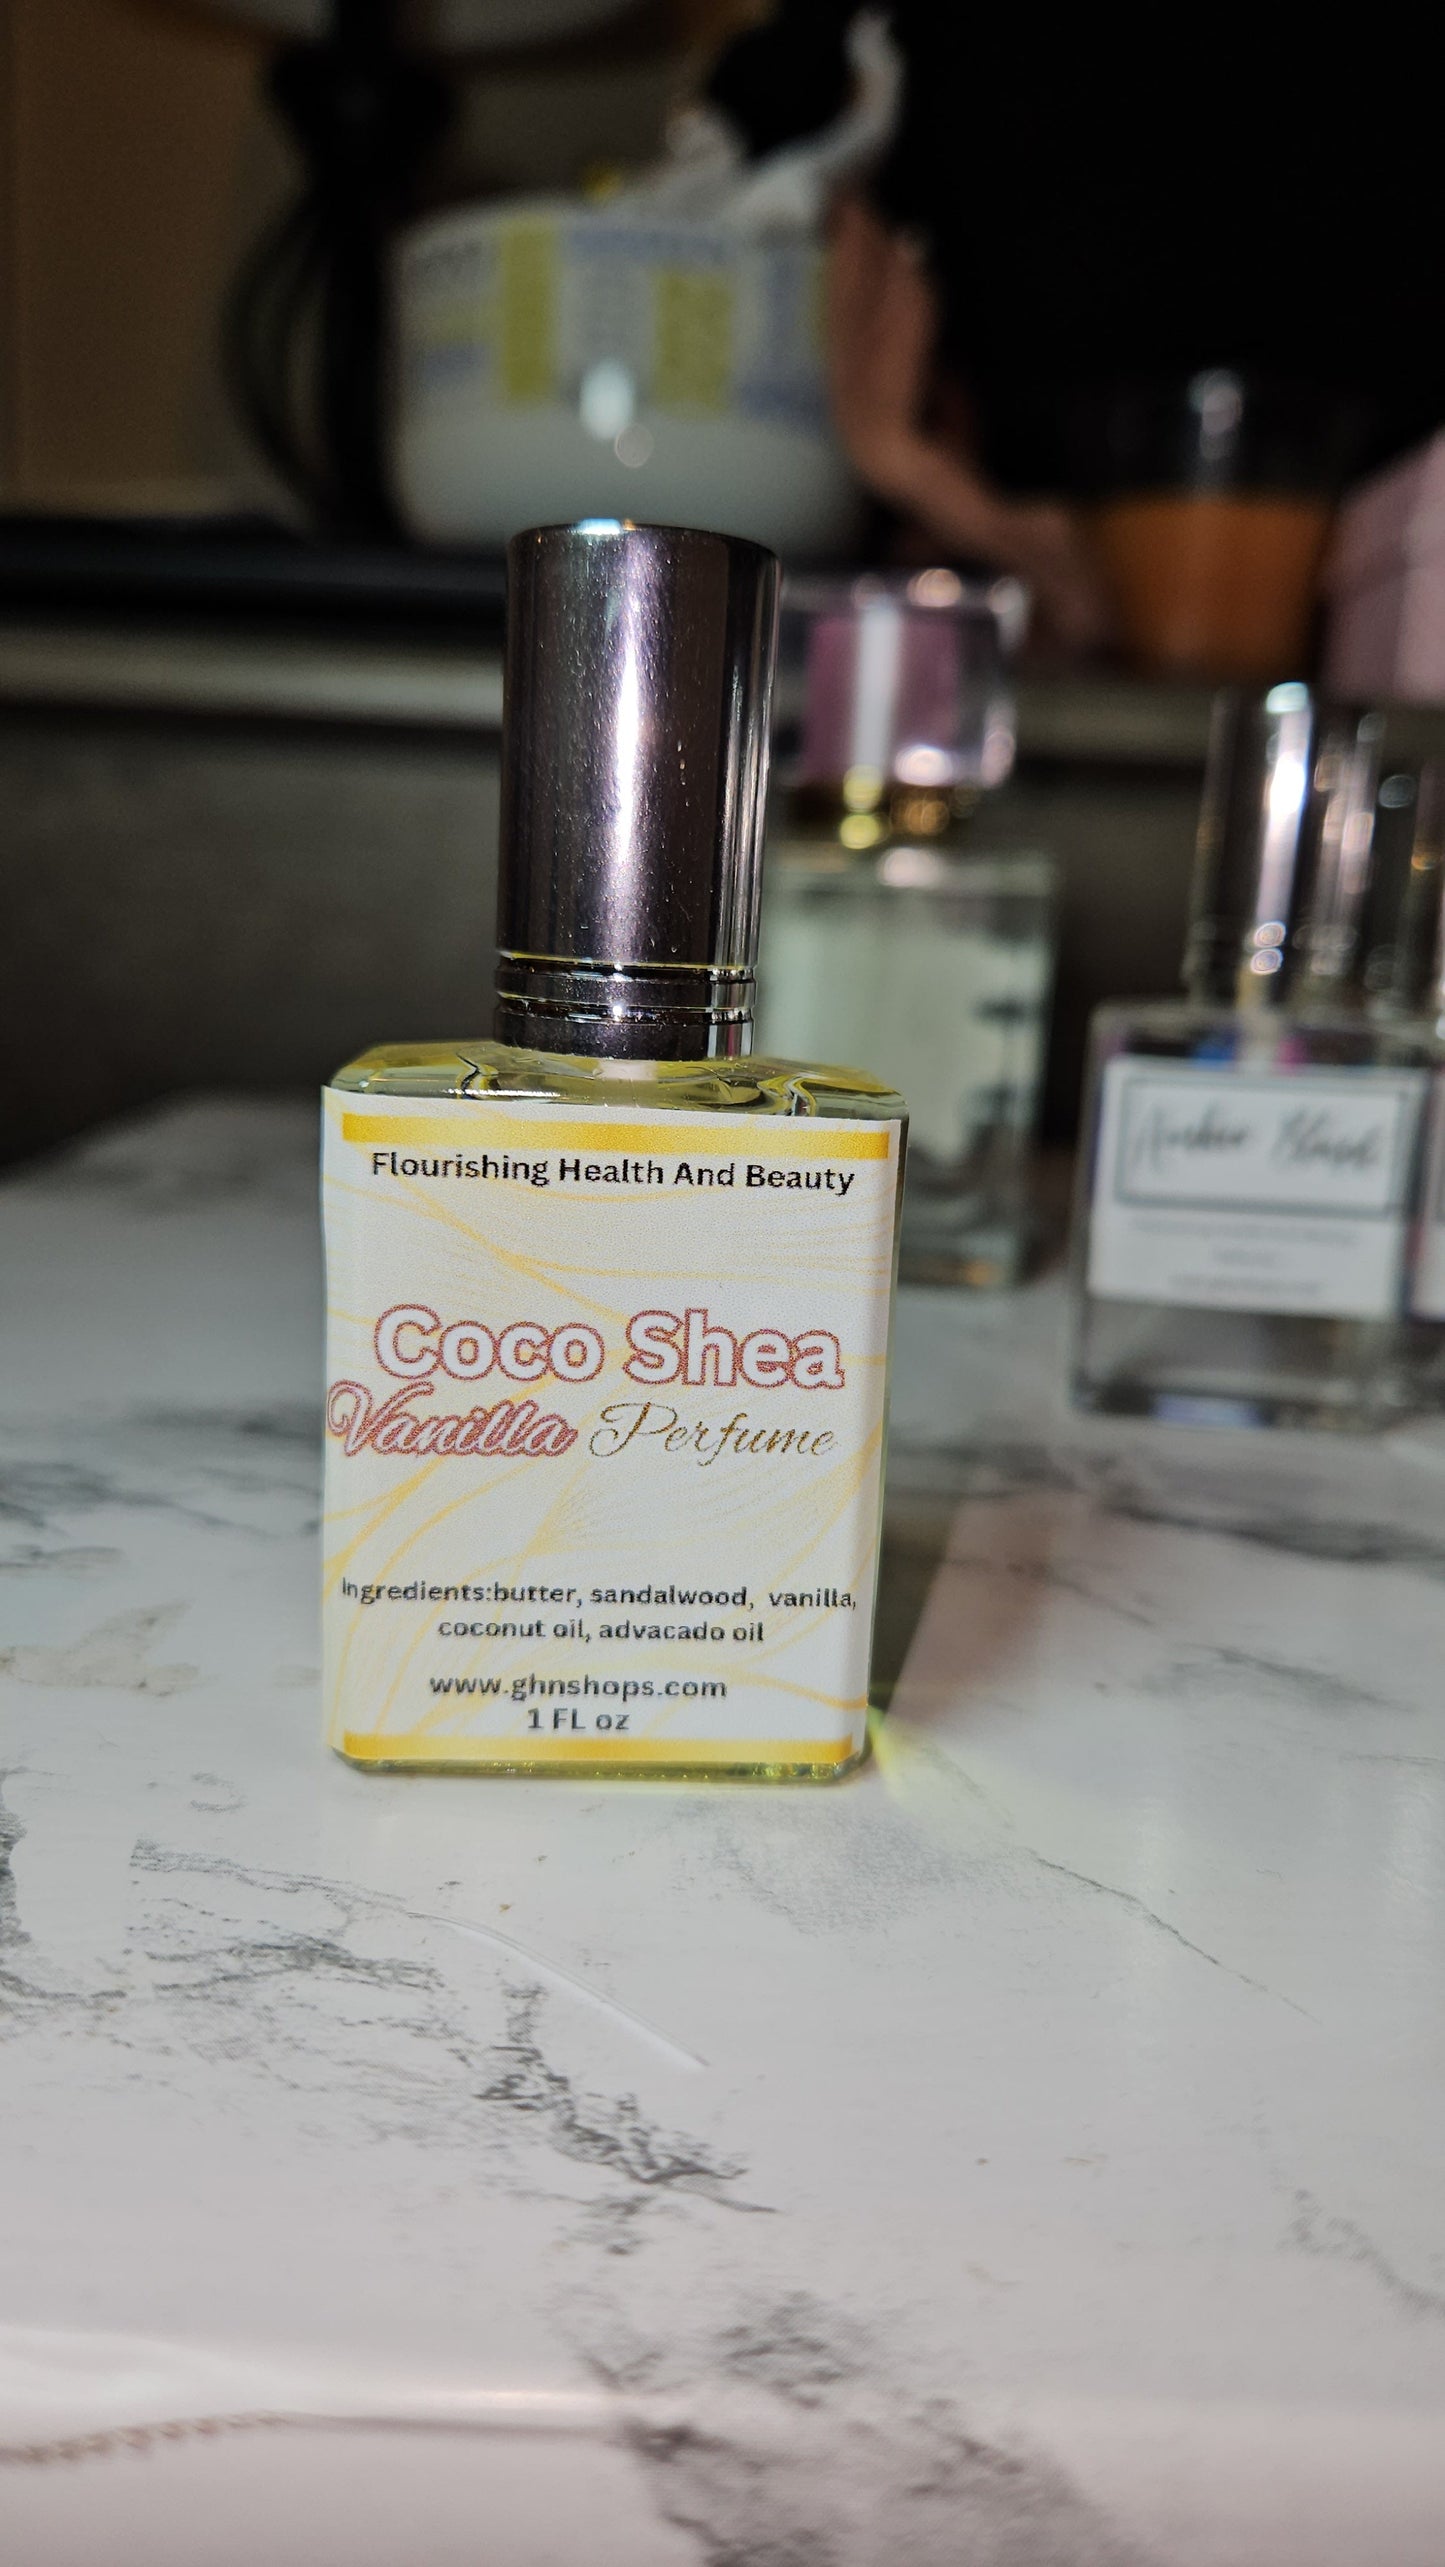 Flourishing Health And Beauty
Coco Shea
Vanilla Perfume
Ingredients:butter, sandalwood, vanilla,
coconut oil, advacado oil
www.ghnshops.com
1 FL oz